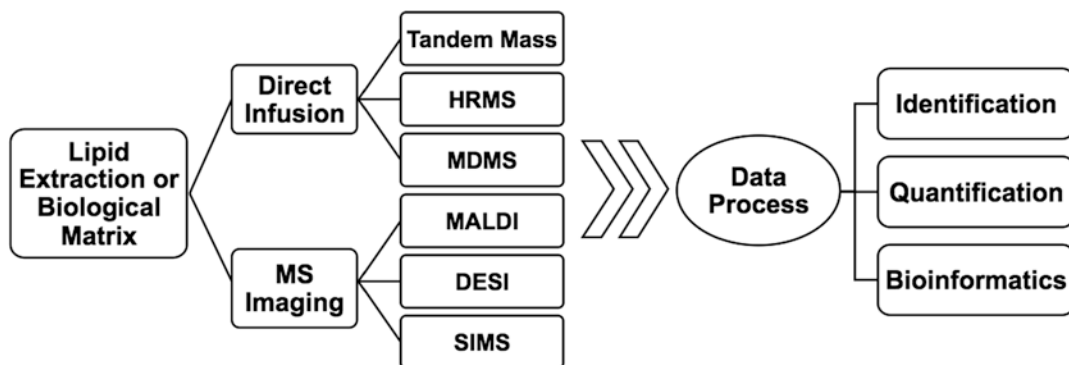 Lipid
Extraction or
Biological
Matrix
Direct
Infusion
MS
Imaging
Tandem Mass
HRMS
MDMS
MALDI
DESI
SIMS
Data
Process
Identification
Quantification
Bioinformatics